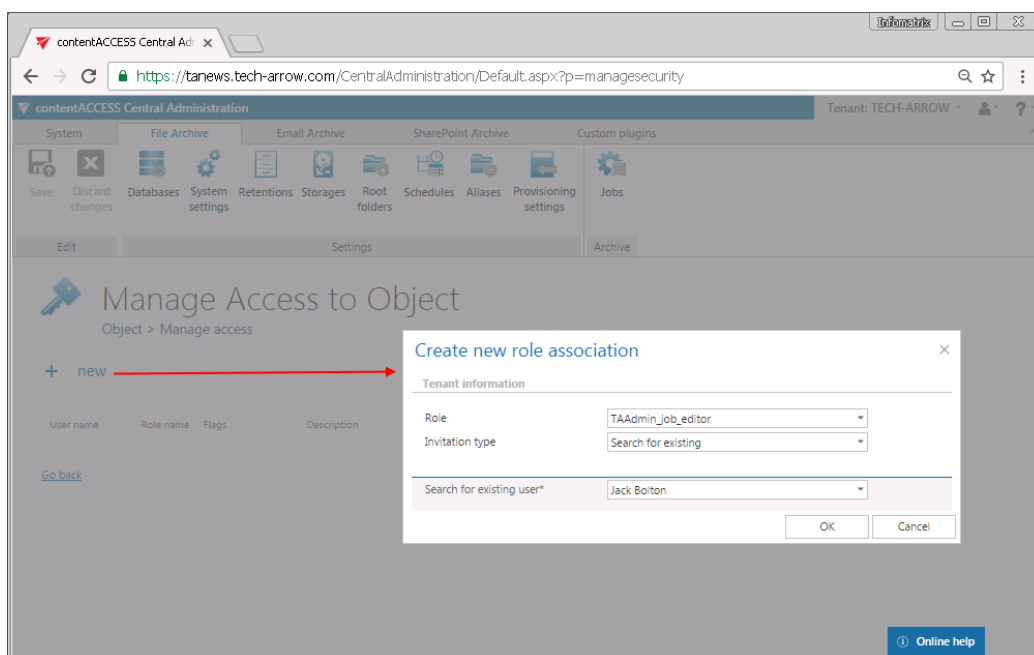 Infometrix
contentACCESS Central Adi
https://tanews.tech-arrow.com/CentralAdministration/Default.aspx?p=managesecurity
contentACCESS Central Administration
Tenant: TECH-ARROW
?
System
File Archive
Email Archive
SharePoint Archive
Custom plugins
Save
Discard changes
Databases
System settings
Retentions
Storages
Root folders
Schedules
Aliases
Provisioning settings
Jobs
Edit
Settings
Archive
Manage Access to Object
Object > Manage access
+ new
User name
Role name
Flags
Description
Go back
Create new role association
Tenant information
Role
TAAdmin_job_editor
Invitation type
Search for existing
Search for existing user*
Jack Bolton
OK
Cancel
Online help